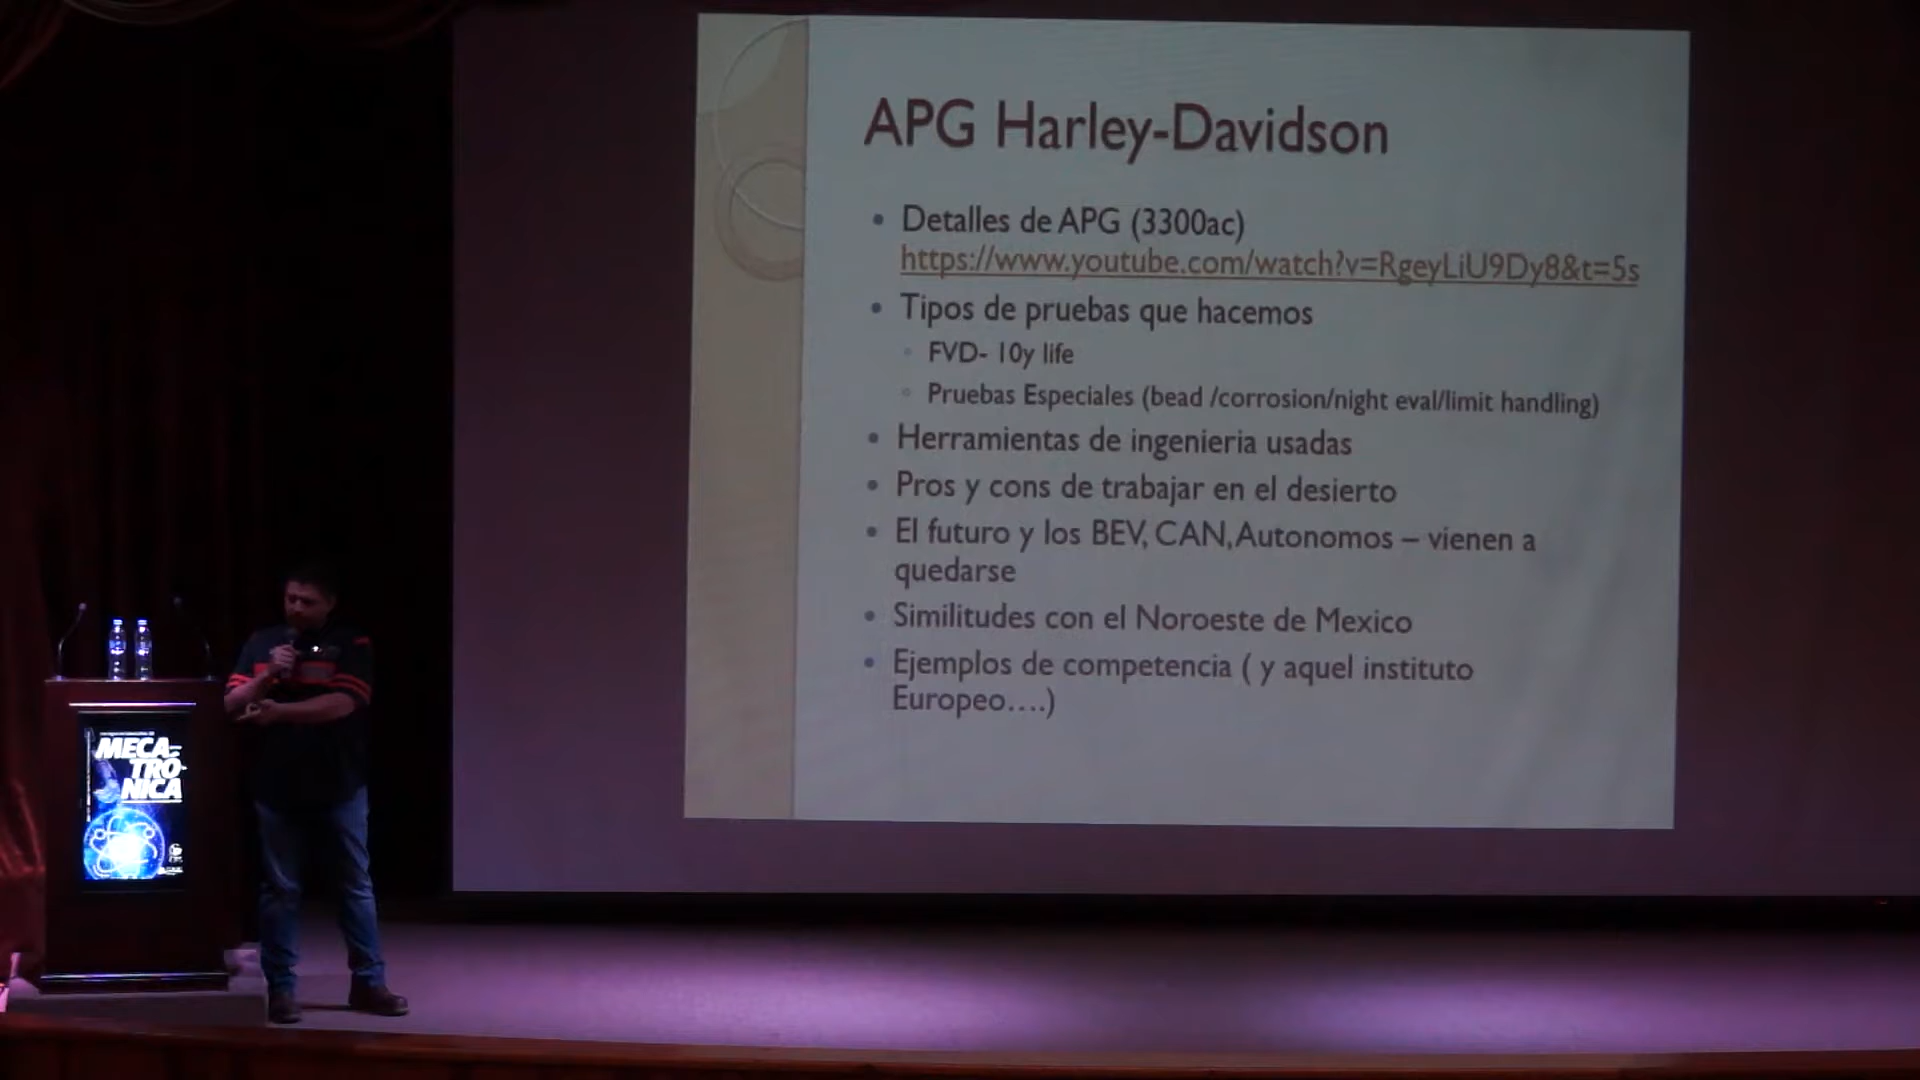 APG Harley-Davidson
• Detalles de APG (3300ac)
https://www.youtube.com/watch?v=RgeyLiU9Dy8&t=5s
• Tipos de pruebas que hacemos
◦ FVD- 10y life
◦ Pruebas Especiales (bead /corrosion/night eval/limit handling)
• Herramientas de ingenieria usadas
• Pros y cons de trabajar en el desierto
• El futuro y los BEV, CAN,Autonomos – vienen a
quedarse
• Similitudes con el Noroeste de Mexico
• Ejemplos de competencia ( y aquel instituto
Europeo….)
MECA-
TRÓ-
NICA